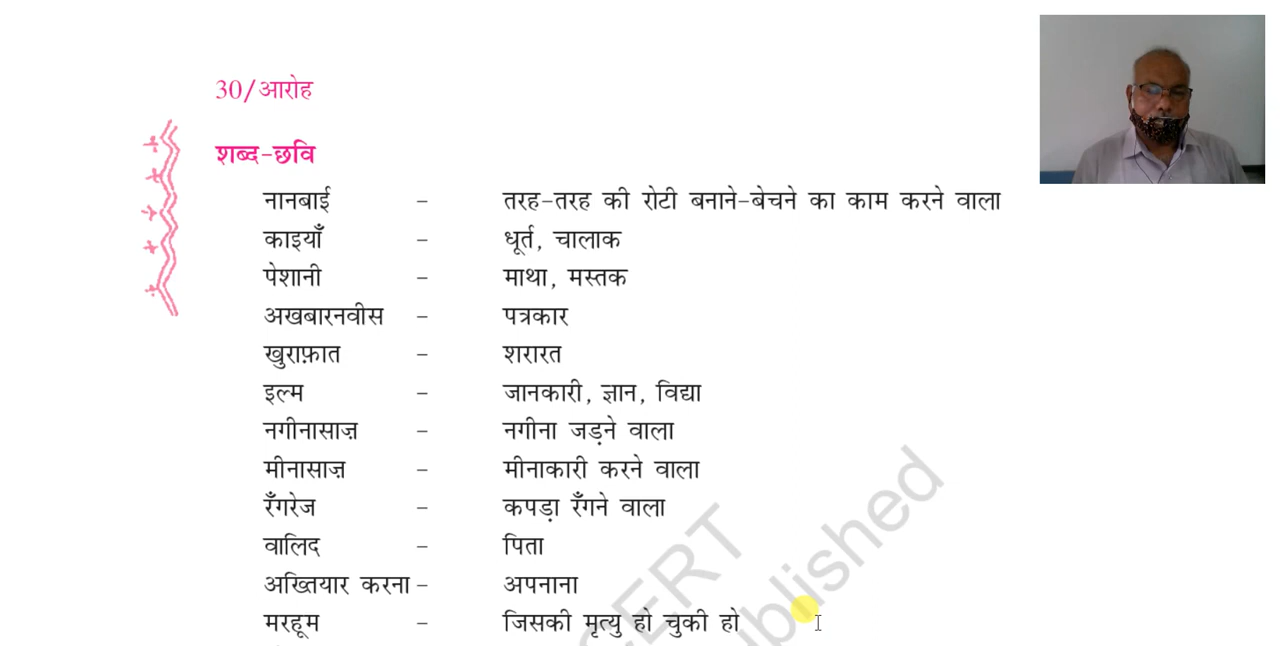 30/आरोह
शब्द-छवि
नानबाई - तरह-तरह की रोटी बनाने-बेचने का काम करने वाला
काइयाँ - धूर्त, चालाक
पेशानी - माथा, मस्तक
अखबारनवीस - पत्रकार
खुराफ़ात - शरारत
इल्म - जानकारी, ज्ञान, विद्या
नगीनासाज़ - नगीना जड़ने वाला
मीनासाज़ - मीनाकारी करने वाला
रँगरेज - कपड़ा रँगने वाला
वालिद - पिता
अख्तियार करना - अपनाना
मरहूम - जिसकी मृत्यु हो चुकी हो